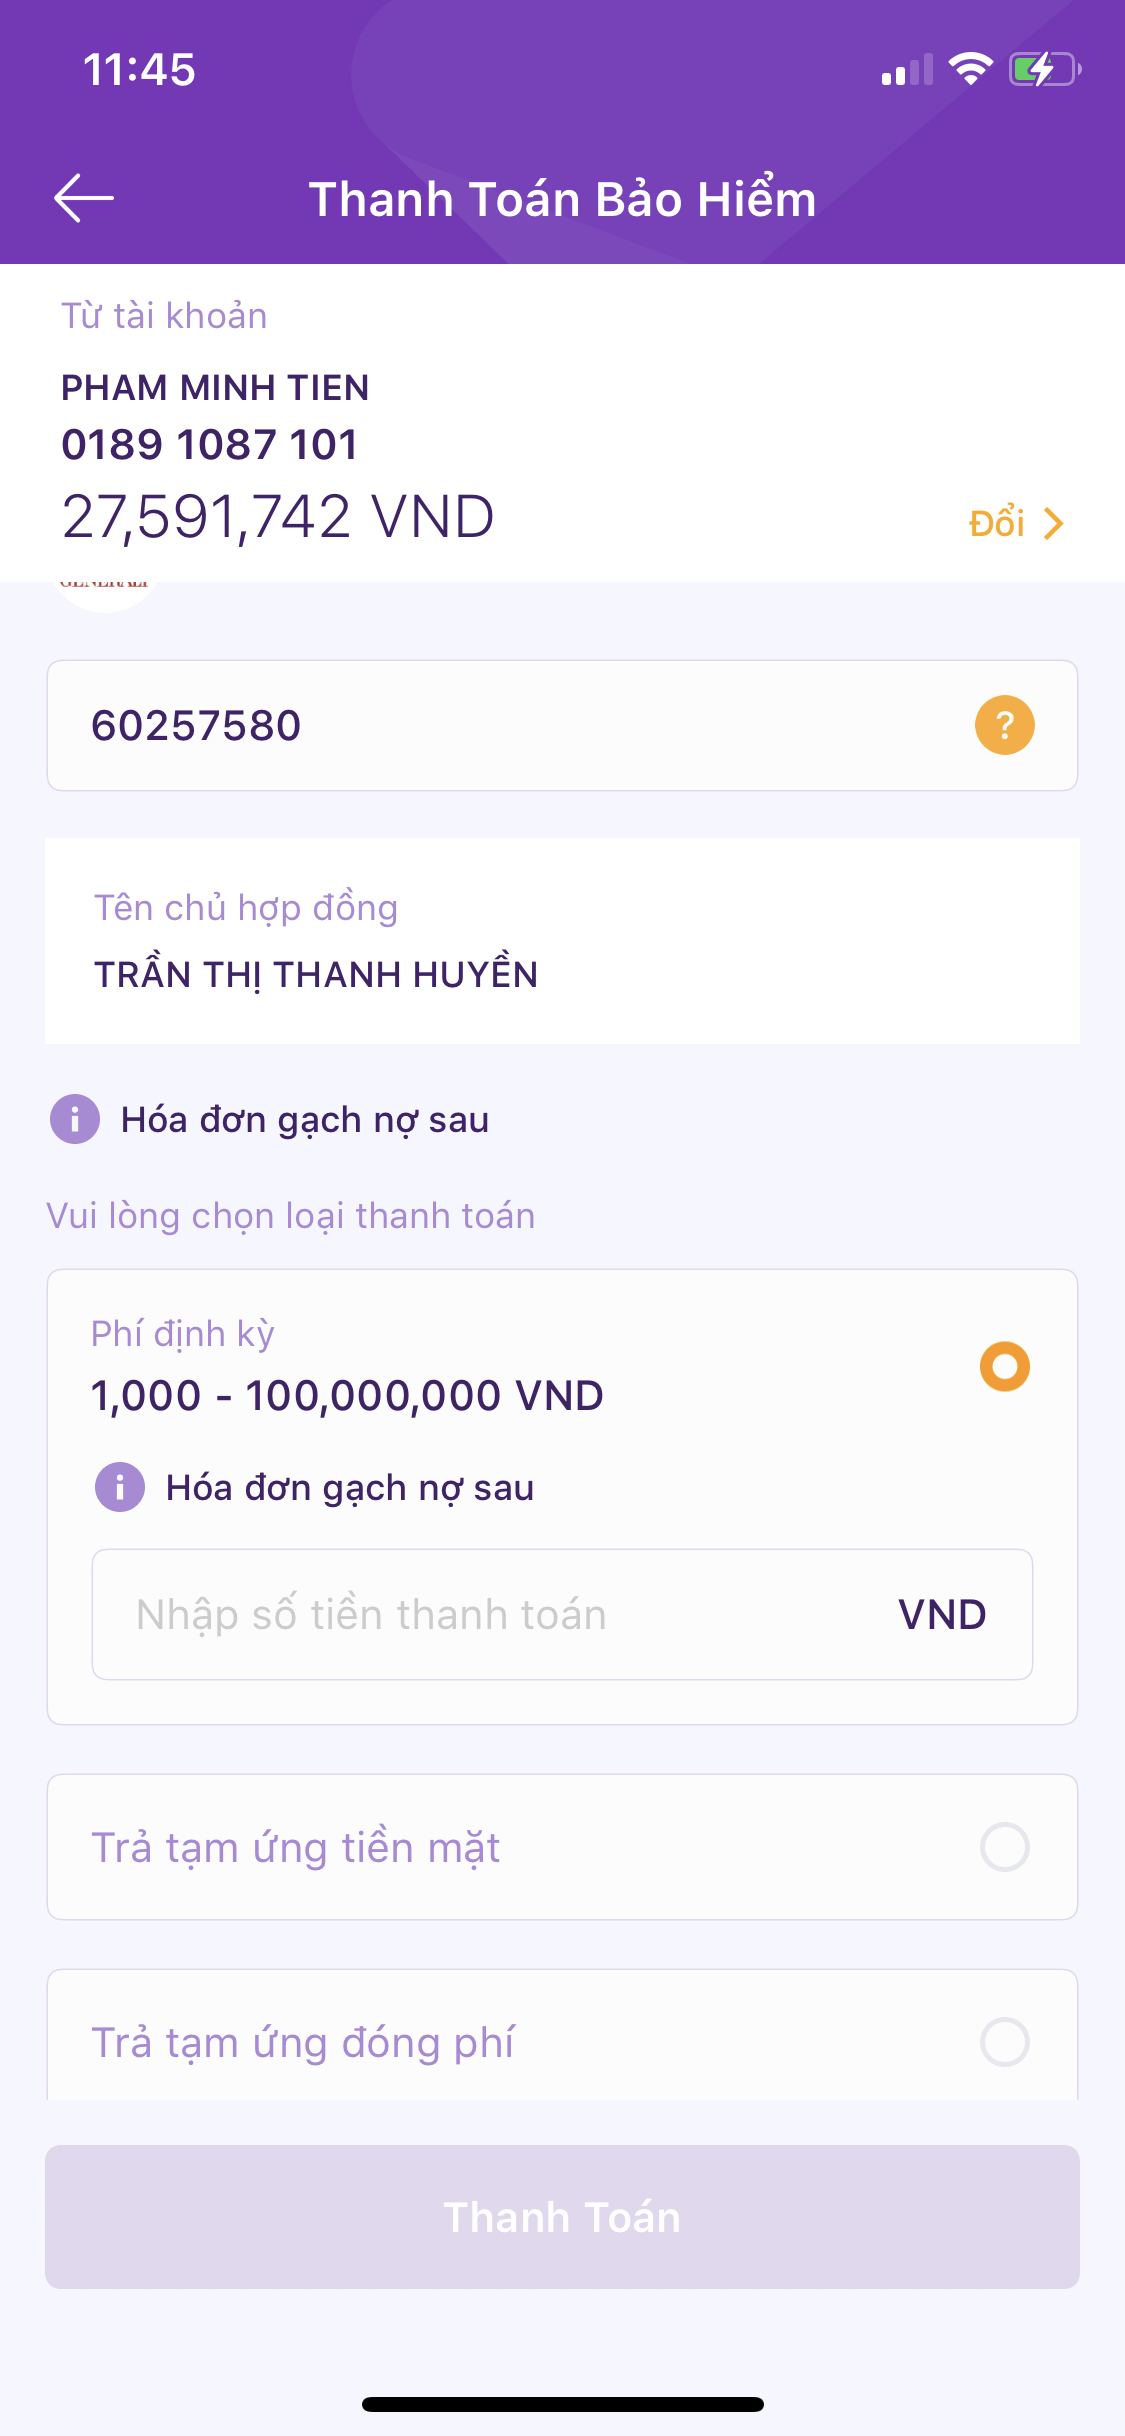 11:45
Thanh Toán Bảo Hiểm
Từ tài khoản
PHAM MINH TIEN
0189 1087 101
27,591,742 VND
Đổi
GENERALI
60257580
?
Tên chủ hợp đồng
TRẦN THỊ THANH HUYỀN
Hóa đơn gạch nợ sau
Vui lòng chọn loại thanh toán
Phí định kỳ
1,000 - 100,000,000 VND
Hóa đơn gạch nợ sau
Nhập số tiền thanh toán VND
Trả tạm ứng tiền mặt
Trả tạm ứng đóng phí
Thanh Toán